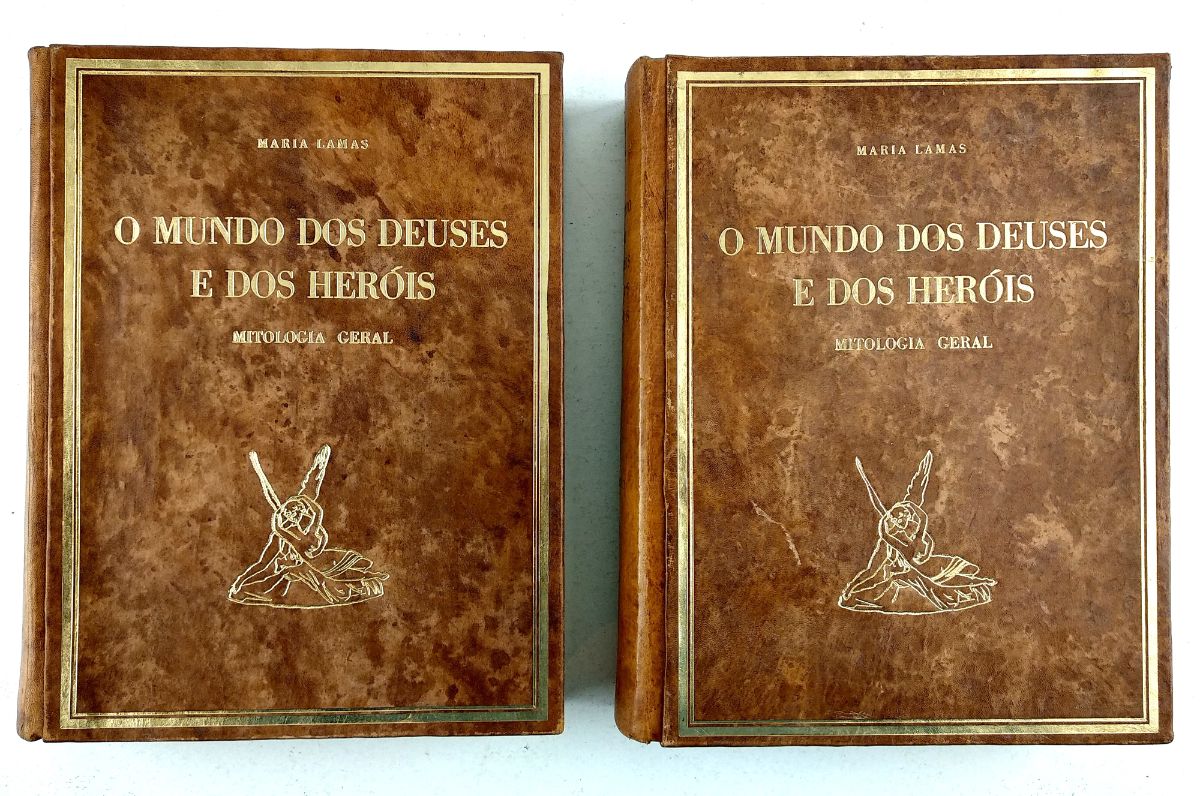 MARIA LAMAS
O MUNDO DOS DEUSES
E DOS HERÓIS
MITOLOGIA GERAL
MARIA LAMAS
O MUNDO DOS DEUSES
E DOS HERÓIS
MITOLOGIA GERAL